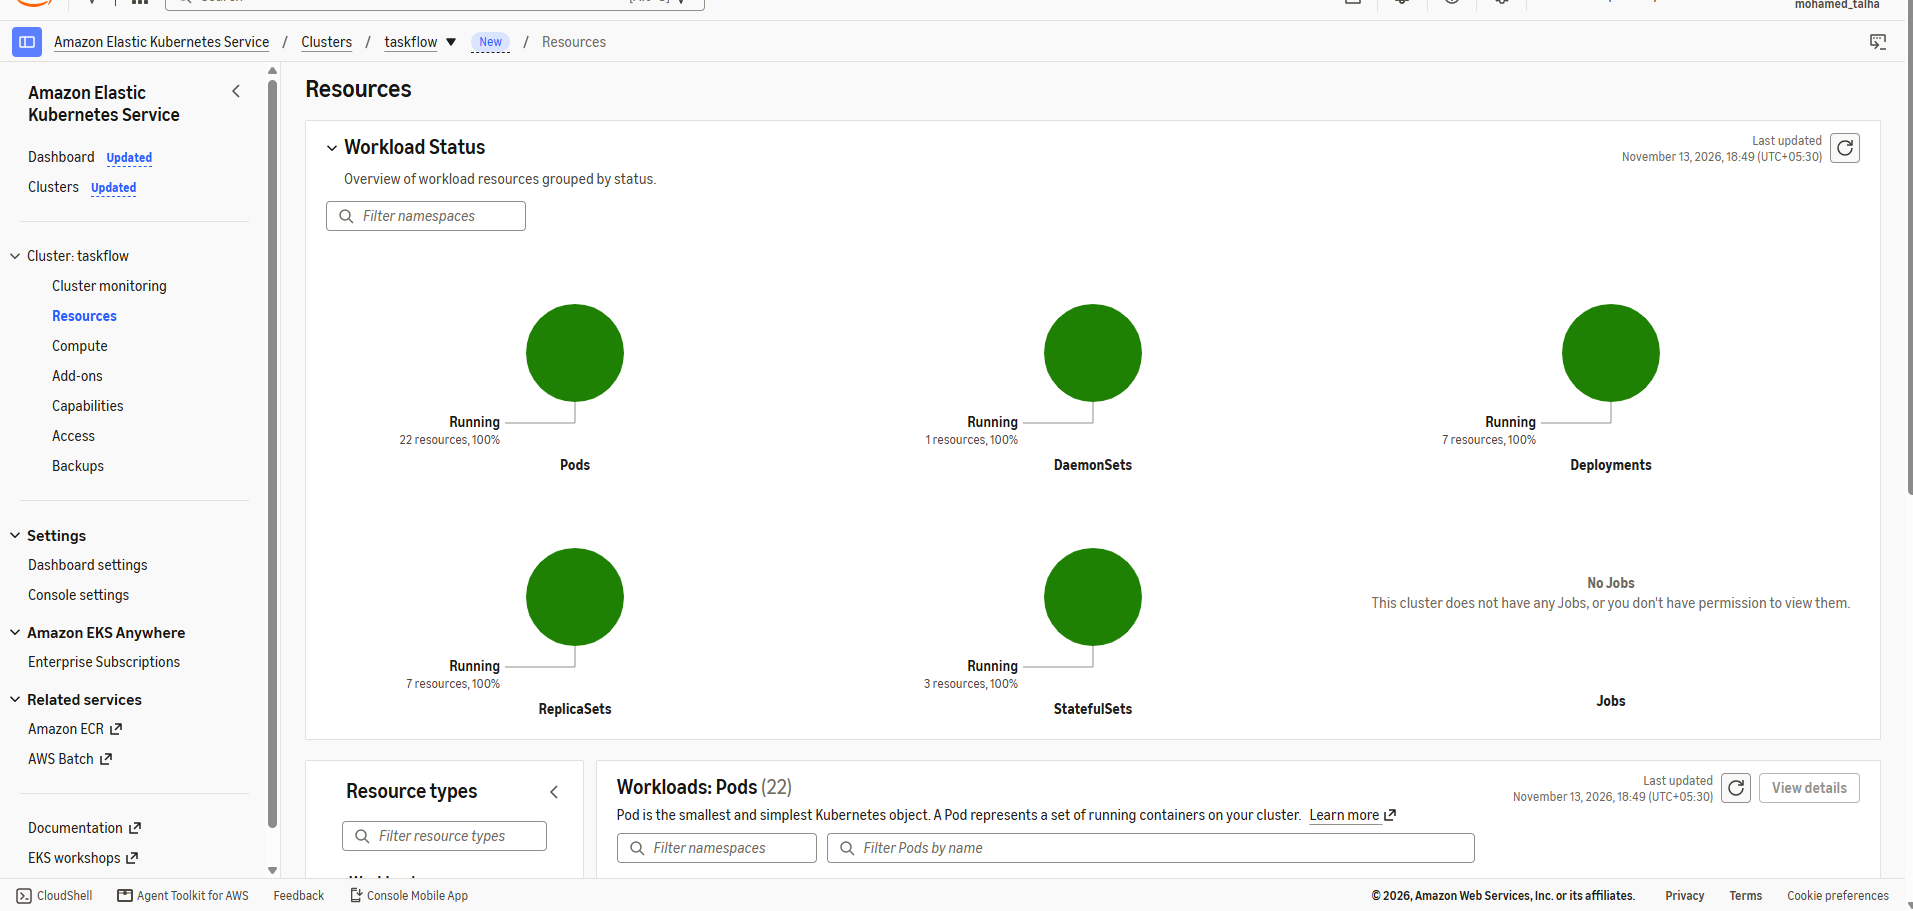 mohamed_talha
Amazon Elastic Kubernetes Service / Clusters / taskflow New / Resources
Amazon Elastic
Kubernetes Service
Dashboard Updated
Clusters Updated
Cluster: taskflow
Cluster monitoring
Resources
Compute
Add-ons
Capabilities
Access
Backups
Settings
Dashboard settings
Console settings
Amazon EKS Anywhere
Enterprise Subscriptions
Related services
Amazon ECR
AWS Batch
Documentation
EKS workshops
Resources
Workload Status
Last updated
November 13, 2026, 18:49 (UTC+05:30)
Overview of workload resources grouped by status.
Filter namespaces
Running
22 resources, 100%
Pods
Running
1 resources, 100%
DaemonSets
Running
7 resources, 100%
Deployments
Running
7 resources, 100%
ReplicaSets
Running
3 resources, 100%
StatefulSets
No Jobs
This cluster does not have any Jobs, or you don't have permission to view them.
Jobs
Resource types
Filter resource types
Workloads: Pods (22)
Last updated
November 13, 2026, 18:49 (UTC+05:30)
View details
Pod is the smallest and simplest Kubernetes object. A Pod represents a set of running containers on your cluster. Learn more
Filter namespaces
Filter Pods by name
CloudShell
Agent Toolkit for AWS
Feedback
Console Mobile App
© 2026, Amazon Web Services, Inc. or its affiliates.
Privacy
Terms
Cookie preferences